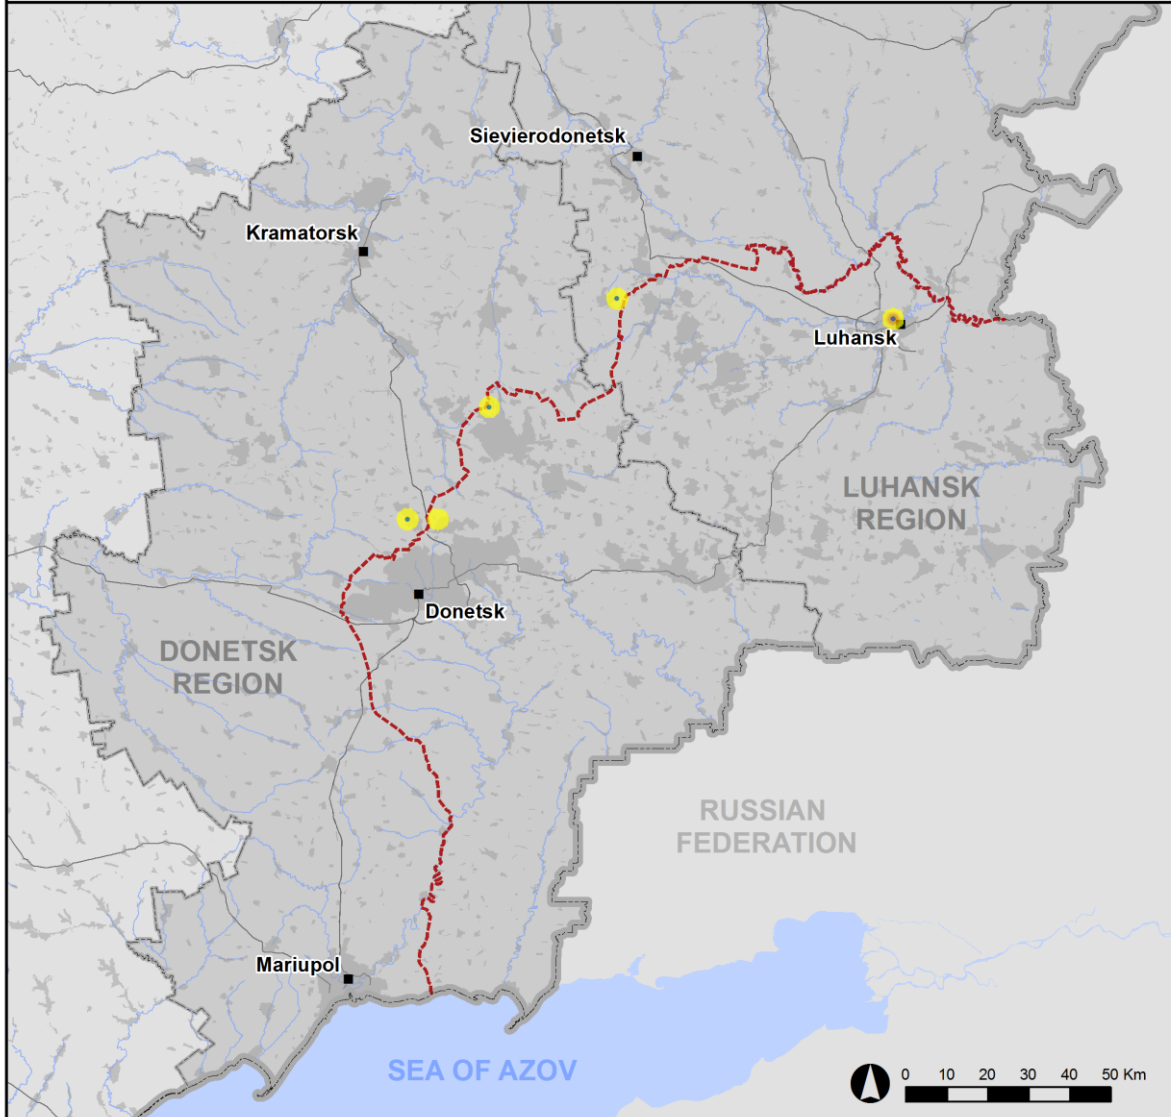 Sievierodonetsk
Kramatorsk
Luhansk
LUHANSK
REGION
Donetsk
DONETSK
REGION
RUSSIAN
FEDERATION
Mariupol
SEA OF AZOV
0 10 20 30 40 50 Km